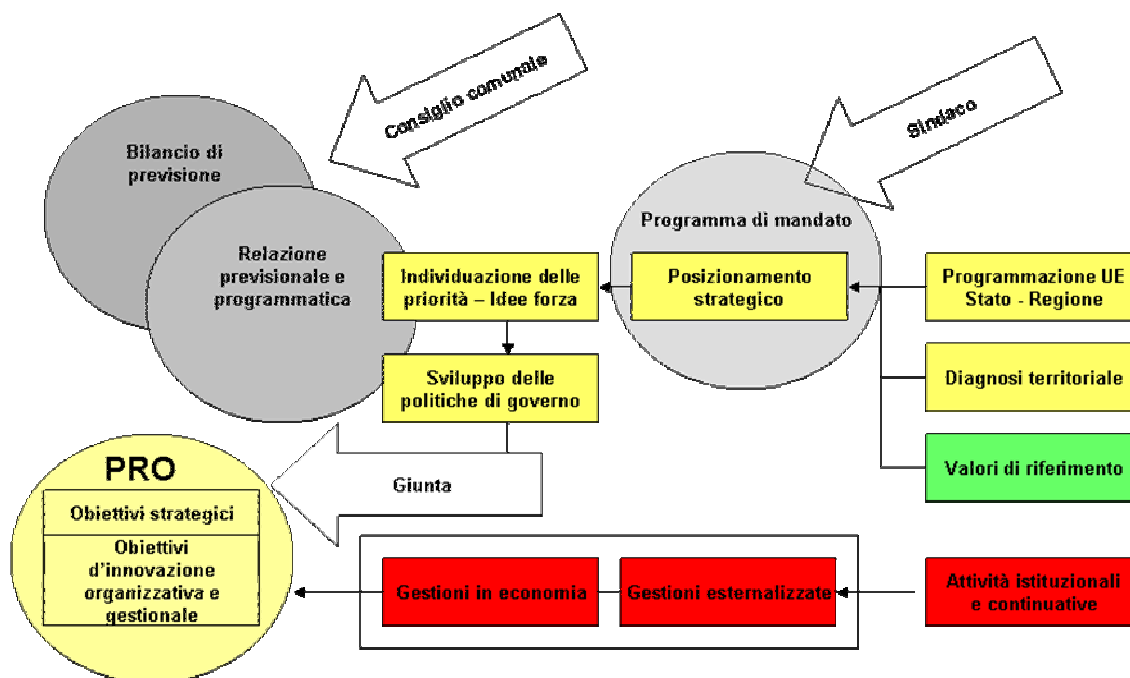 Consiglio comunale
Sindaco
Bilancio di
previsione
Programma di mandato
Relazione
previsionale e
programmatica
Individuazione delle
priorità – Idee forza
Posizionamento
strategico
Programmazione UE
Stato - Regione
Sviluppo delle
politiche di governo
Diagnosi territoriale
Valori di riferimento
PRO
Giunta
Obiettivi strategici
Obiettivi
d'innovazione
organizzativa e
gestionale
Gestioni in economia
Gestioni esternalizzate
Attività istituzionali
e continuative